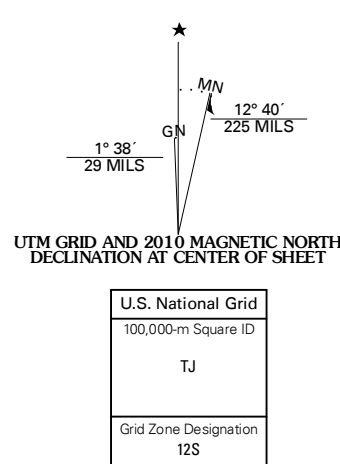 ★
MN
12° 40´
225 MILS
GN
1° 38´
29 MILS
UTM GRID AND 2010 MAGNETIC NORTH
DECLINATION AT CENTER OF SHEET
U.S. National Grid
100,000-m Square ID
TJ
Grid Zone Designation
12S